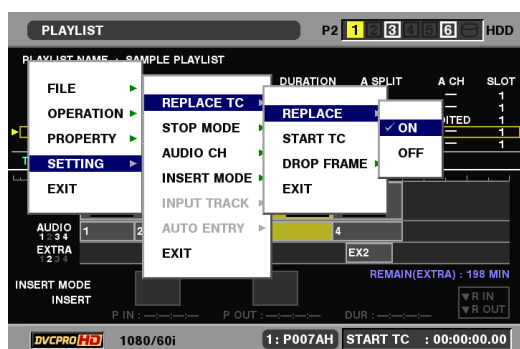 PLAYLIST
P2 1 2 3 4 5 6 HDD
PLAYLIST NAME : SAMPLE PLAYLIST
DURATION A SPLIT A CH SLOT
1
1
1
1
FILE
OPERATION
PROPERTY
SETTING
EXIT
REPLACE TC
STOP MODE
AUDIO CH
INSERT MODE
INPUT TRACK
AUTO ENTRY
EXIT
REPLACE
START TC
DROP FRAME
EXIT
✓ ON
OFF
AUDIO
1 2 3 4
1 2 4
EXTRA
1 2 3 4
EX2
REMAIN(EXTRA) : 198 MIN
INSERT MODE
INSERT
▼R IN
▼R OUT
P IN : --:--:--:-- P OUT : --:--:--:-- DUR : --:--:--:--
DVCPRO HD 1080/60i 1: P007AH START TC : 00:00:00.00